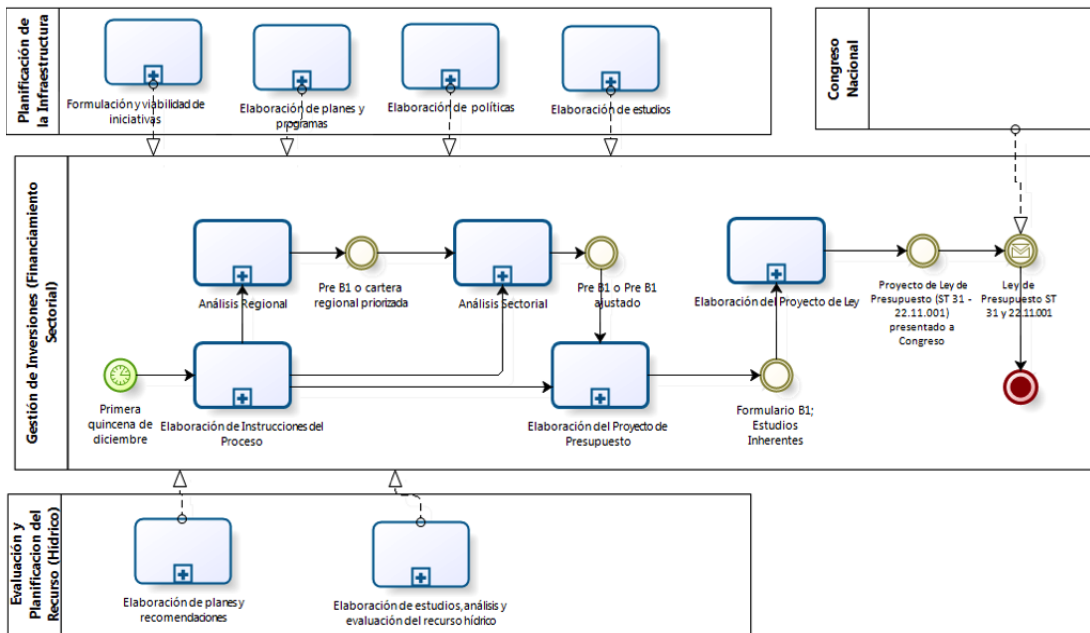 Planificación de
la Infraestructura
Formulación y viabilidad de
iniciativas
Elaboración de planes y
programas
Elaboración de políticas
Elaboración de estudios
Congreso
Nacional
Gestión de Inversiones (Financiamiento
Sectorial)
Análisis Regional
Pre B1 o cartera
regional priorizada
Análisis Sectorial
Pre B1 o Pre B1
ajustado
Elaboración del Proyecto de Ley
Proyecto de Ley de
Presupuesto (ST 31 -
22.11.001)
presentado a
Congreso
Ley de
Presupuesto ST
31 y 22.11.001
Primera
quincena de
diciembre
Elaboración de Instrucciones del
Proceso
Elaboración del Proyecto de
Presupuesto
Formulario B1;
Estudios
Inherentes
Evaluación y
Planificacion del
Recurso (Hídrico)
Elaboración de planes y
recomendaciones
Elaboración de estudios, análisis y
evaluación del recurso hídrico